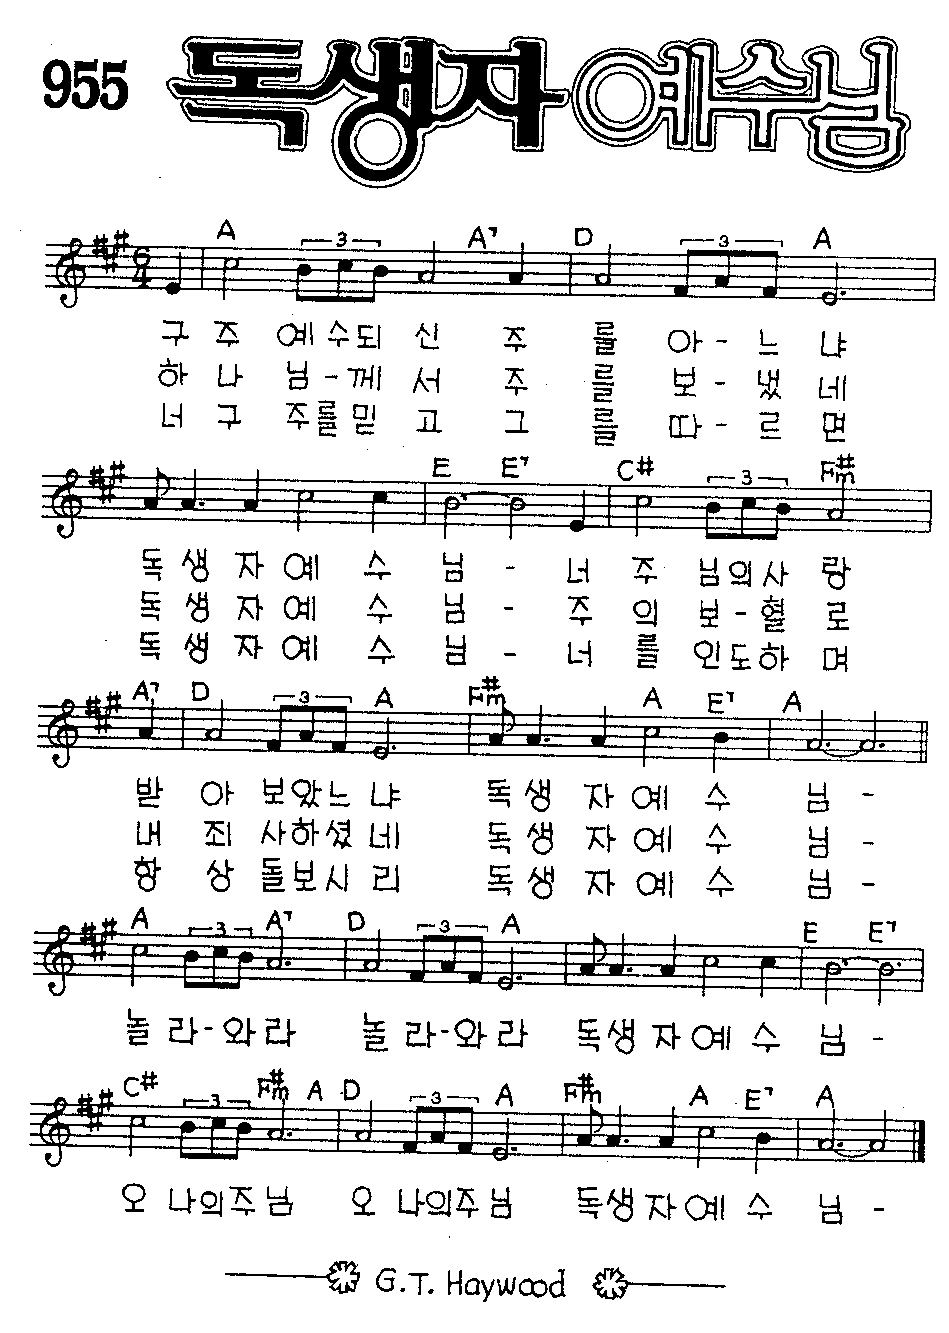 955 독생자 예수님
A 3 A7 D 3 A
6/4
구 주 예 수 되 신 주 를 아 - 느 냐
하 나 님 - 께 서 주 를 보 - 냈 네
너 구 주 를 믿 고 그 를 따 - 르 면
E E7 C# 3 F#m
독 생 자 예 수 님 - 너 주 님 의 사 랑
독 생 자 예 수 님 - 주 의 보 - 혈 로
독 생 자 예 수 님 - 너 를 인 도 하 며
A7 D 3 A F#m A E7 A
받 아 보 았 느 냐 독 생 자 예 수 님 -
내 죄 사 하 셨 네 독 생 자 예 수 님 -
항 상 돌 보 시 리 독 생 자 예 수 님 -
A 3 A7 D 3 A E E7
놀 라 - 와 라 놀 라 - 와 라 독 생 자 예 수 님 -
C# 3 F#m A D 3 A F#m A E7 A
오 나 의 주 님 오 나 의 주 님 독 생 자 예 수 님 -
G.T. Haywood